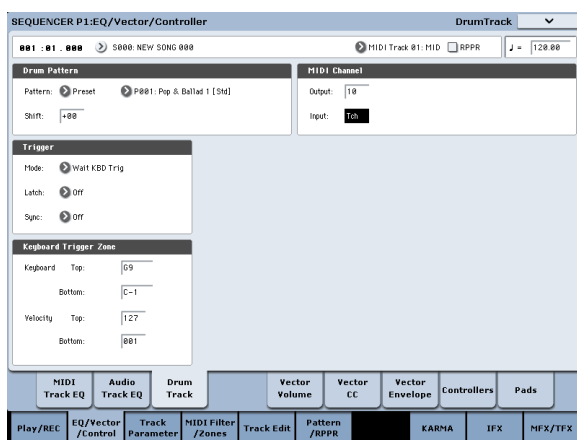 SEQUENCER P1:EQ/Vector/Controller DrumTrack
001 :01 . 000 S000: NEW SONG 000 MIDI Track 01: MID RPPR ♩ = 120.00
Drum Pattern
Pattern: Preset P001: Pop & Ballad 1 [Std]
Shift: +00
MIDI Channel
Output: 10
Input: Tch
Trigger
Mode: Wait KBD Trig
Latch: Off
Sync: Off
Keyboard Trigger Zone
Keyboard Top: G9
Bottom: C-1
Velocity Top: 127
Bottom: 001
MIDI Track EQ Audio Track EQ Drum Track Vector Volume Vector CC Vector Envelope Controllers Pads
Play/REC EQ/Vector /Control Track Parameter MIDI Filter /Zones Track Edit Pattern /RPPR KARMA IFX MFX/TFX